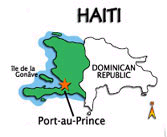 HAITI
île de la
Gonâve
DOMINICAN
REPUBLIC
Port-au-Prince